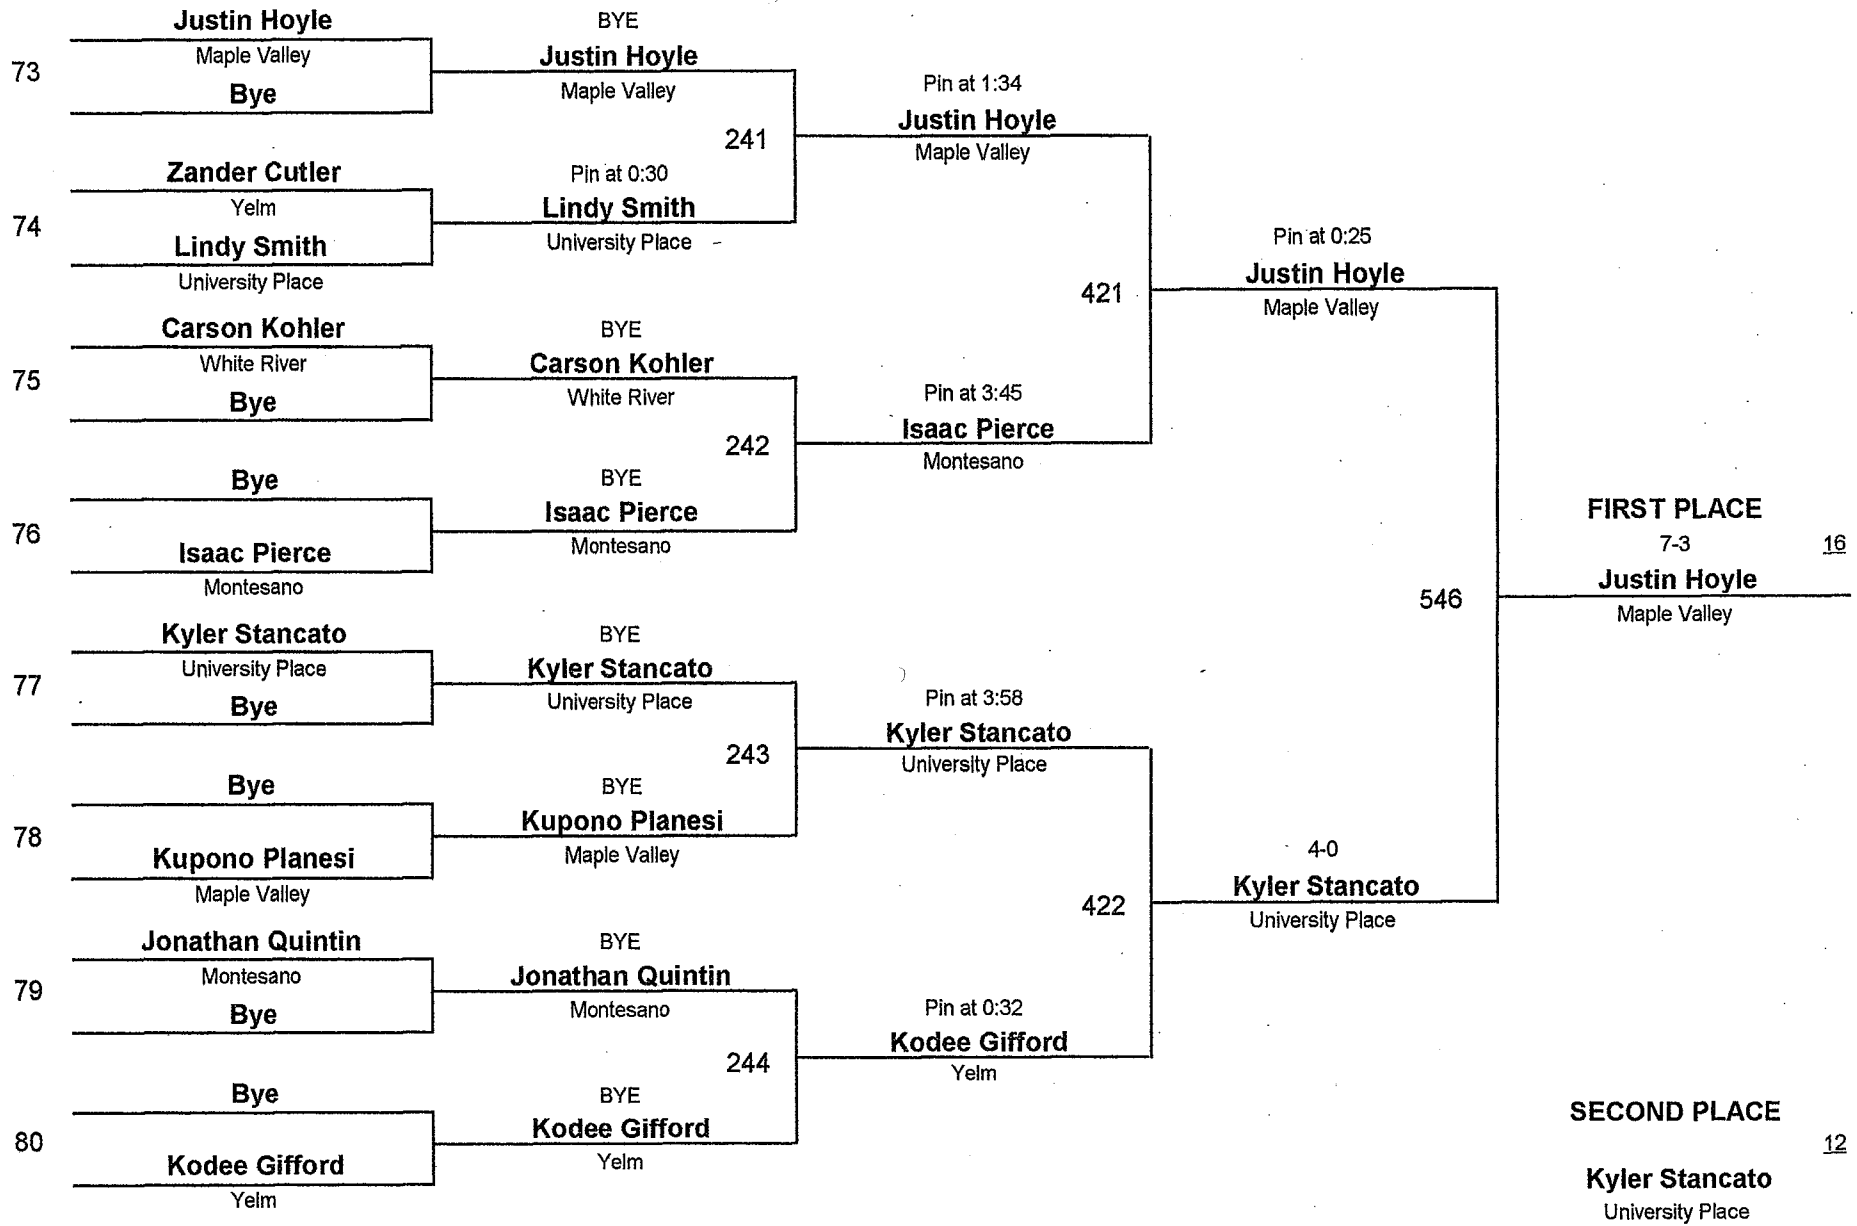 Justin Hoyle
Maple Valley
73
Bye
Zander Cutler
Yelm
74
Lindy Smith
University Place
Carson Kohler
White River
75
Bye
Bye
76
Isaac Pierce
Montesano
Kyler Stancato
University Place
77
Bye
Bye
78
Kupono Planesi
Maple Valley
Jonathan Quintin
Montesano
79
Bye
Bye
80
Kodee Gifford
Yelm
BYE
Justin Hoyle
Maple Valley
241
Pin at 0:30
Lindy Smith
University Place
BYE
Carson Kohler
White River
242
BYE
Isaac Pierce
Montesano
BYE
Kyler Stancato
University Place
243
BYE
Kupono Planesi
Maple Valley
BYE
Jonathan Quintin
Montesano
244
BYE
Kodee Gifford
Yelm
Pin at 1:34
Justin Hoyle
Maple Valley
421
Pin at 3:45
Isaac Pierce
Montesano
Pin at 3:58
Kyler Stancato
University Place
422
Pin at 0:32
Kodee Gifford
Yelm
Pin at 0:25
Justin Hoyle
Maple Valley
546
4-0
Kyler Stancato
University Place
FIRST PLACE
7-3 16
Justin Hoyle
Maple Valley
SECOND PLACE
12
Kyler Stancato
University Place